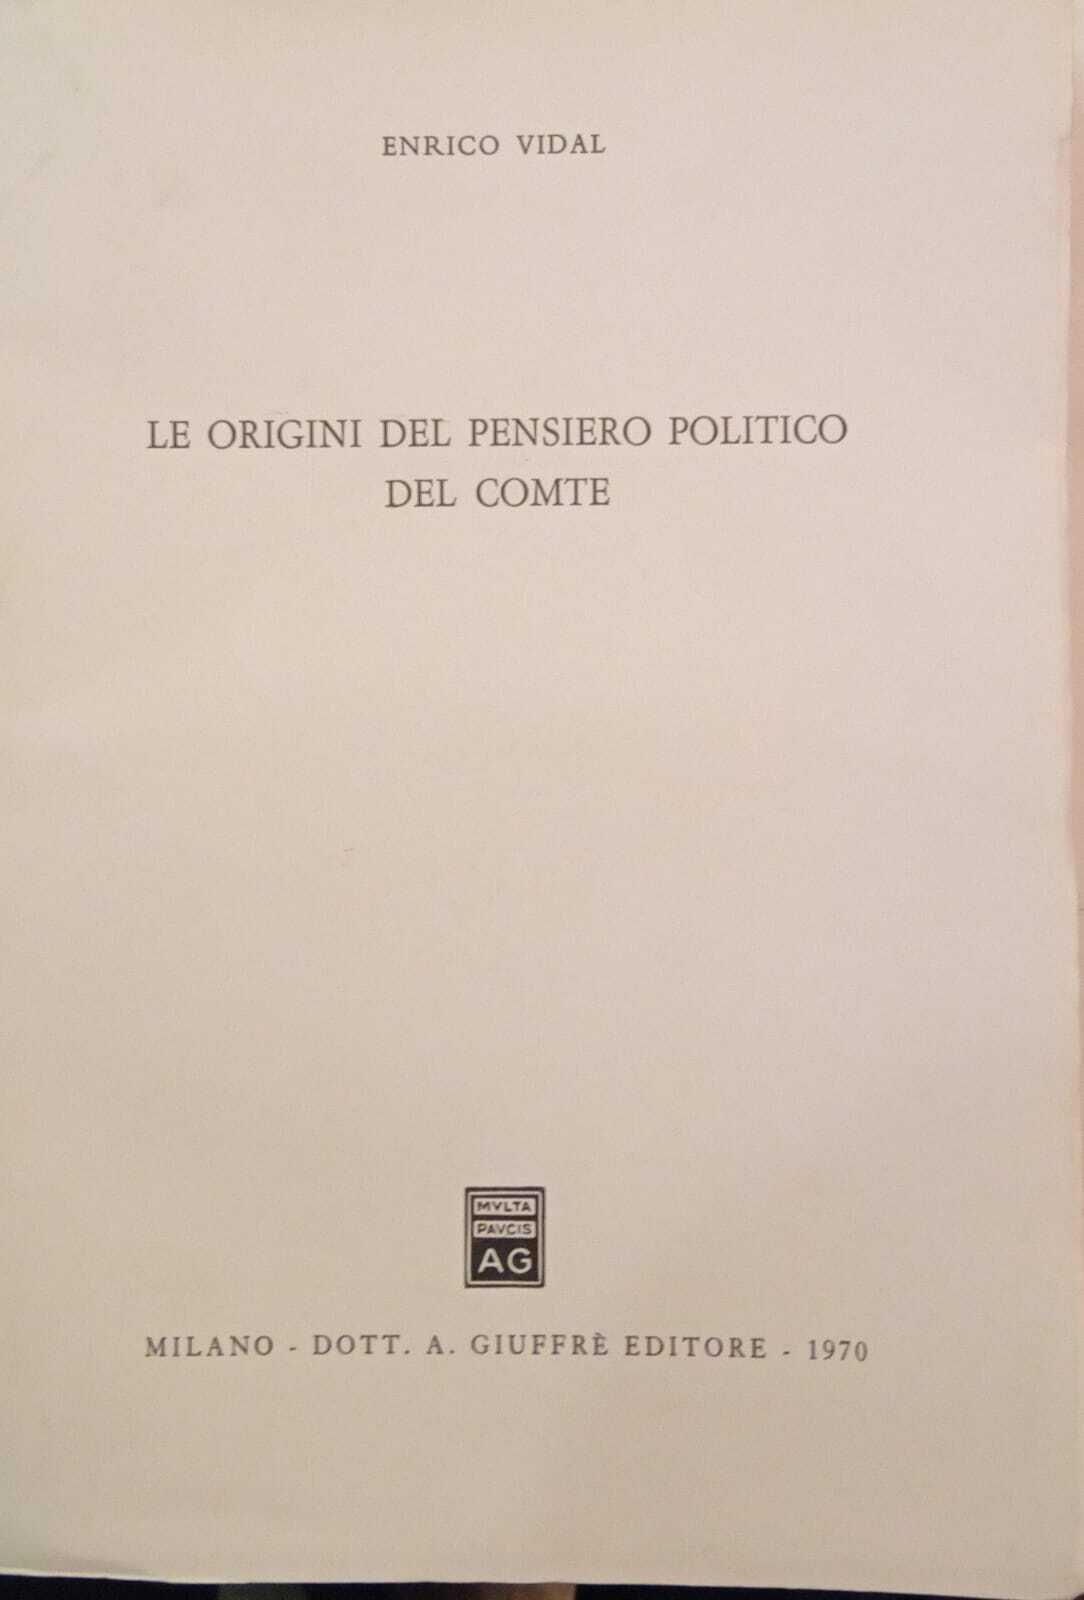 ENRICO VIDAL
LE ORIGINI DEL PENSIERO POLITICO
DEL COMTE
MVLTA
PAVCIS
AG
MILANO - DOTT. A. GIUFFRÈ EDITORE - 1970